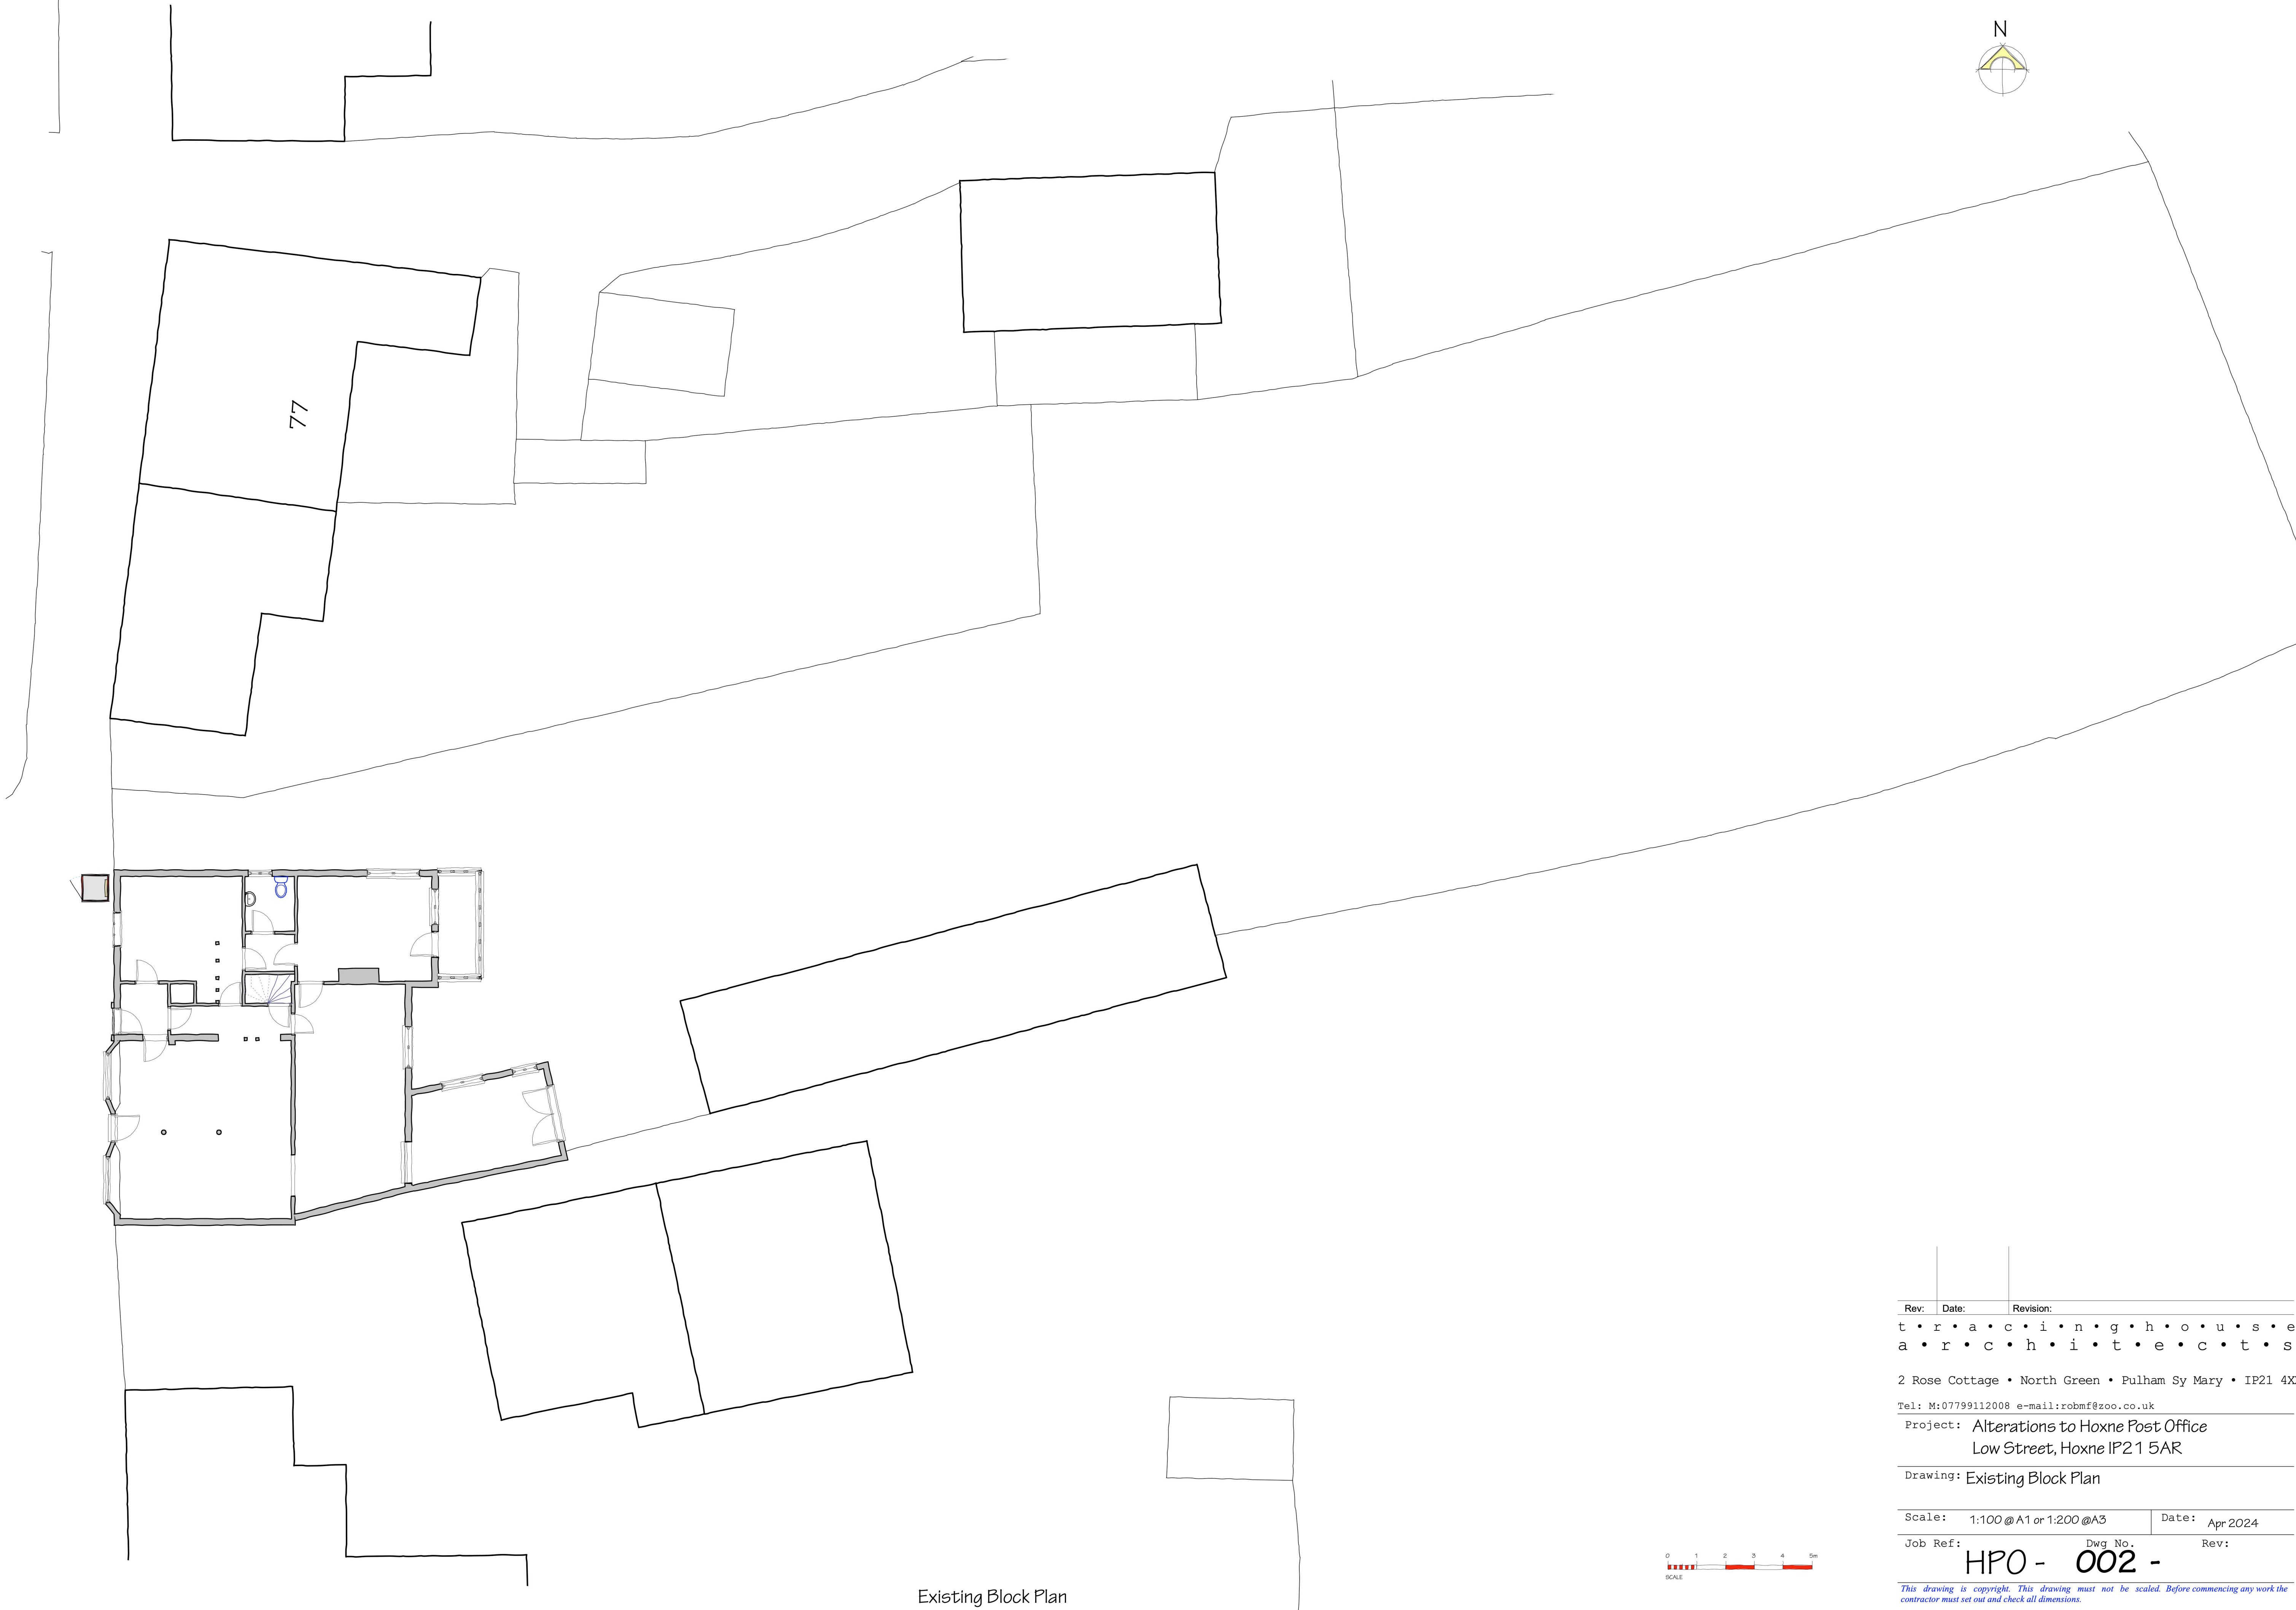 N
77
Rev: Date: Revision:
t • r • a • c • i • n • g • h • o • u • s • e
a • r • c • h • i • t • e • c • t • s
2 Rose Cottage • North Green • Pulham Sy Mary • IP21
Tel: M:07799112008 e-mail:robmf@zoo.co.uk
Project: Alterations to Hoxne Post Office
Low Street, Hoxne IP21 5AR
Drawing: Existing Block Plan
Scale: 1:100 @ A1 or 1:200 @A3 Date: Apr 2024
Job Ref: Dwg No. Rev:
HPO - 002 -
This drawing is copyright. This drawing must not be scaled. Before commencing any work the
contractor must set out and check all dimensions.
0 1 2 3 4 5m
SCALE
Existing Block Plan